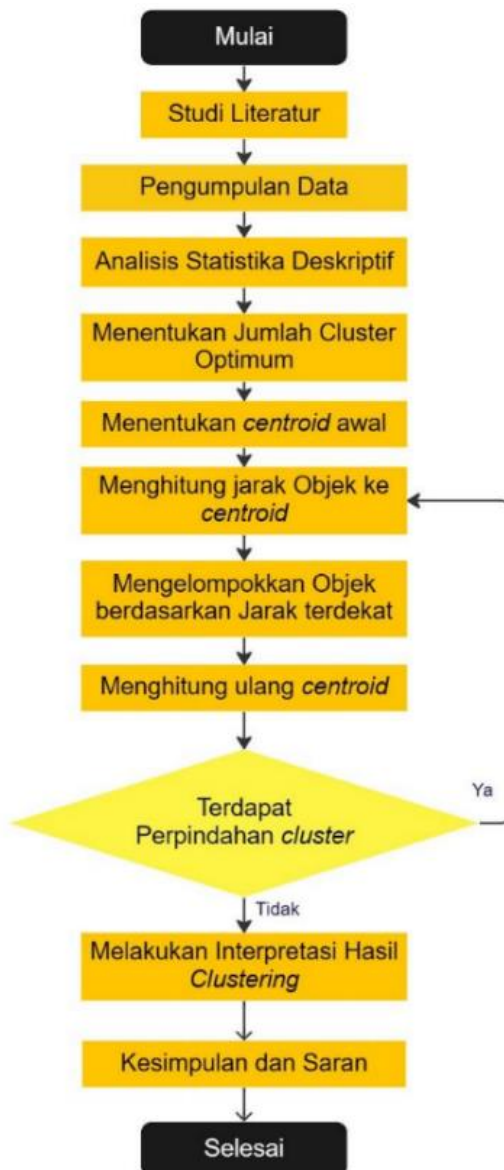 Mulai
Studi Literatur
Pengumpulan Data
Analisis Statistika Deskriptif
Menentukan Jumlah Cluster
Optimum
Menentukan centroid awal
Menghitung jarak Objek ke
centroid
Mengelompokkan Objek
berdasarkan Jarak terdekat
Menghitung ulang centroid
Terdapat
Perpindahan cluster
Ya
Tidak
Melakukan Interpretasi Hasil
Clustering
Kesimpulan dan Saran
Selesai